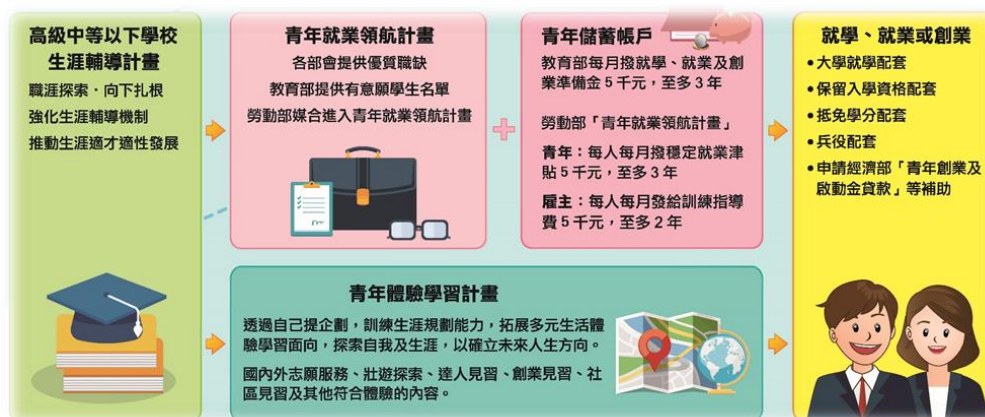 高級中等以下學校
生涯輔導計畫
職涯探索．向下扎根
強化生涯輔導機制
推動生涯適才適性發展
青年就業領航計畫
各部會提供優質職缺
教育部提供有意願學生名單
勞動部媒合進入青年就業領航計畫
青年儲蓄帳戶
教育部每月撥就學、就業及創
業準備金 5 千元，至多 3 年
勞動部「青年就業領航計畫」
青年：每人每月撥穩定就業津
貼 5 千元，至多 3 年
雇主：每人每月發給訓練指導
費 5 千元，至多 2 年
青年體驗學習計畫
透過自己提企劃，訓練生涯規劃能力，拓展多元生活體
驗學習面向，探索自我及生涯，以確立未來人生方向。
國內外志願服務、壯遊探索、達人見習、創業見習、社
區見習及其他符合體驗的內容。
就學、就業或創業
•大學就學配套
•保留入學資格配套
•抵免學分配套
•兵役配套
•申請經濟部「青年創業及
啟動金貸款」等補助